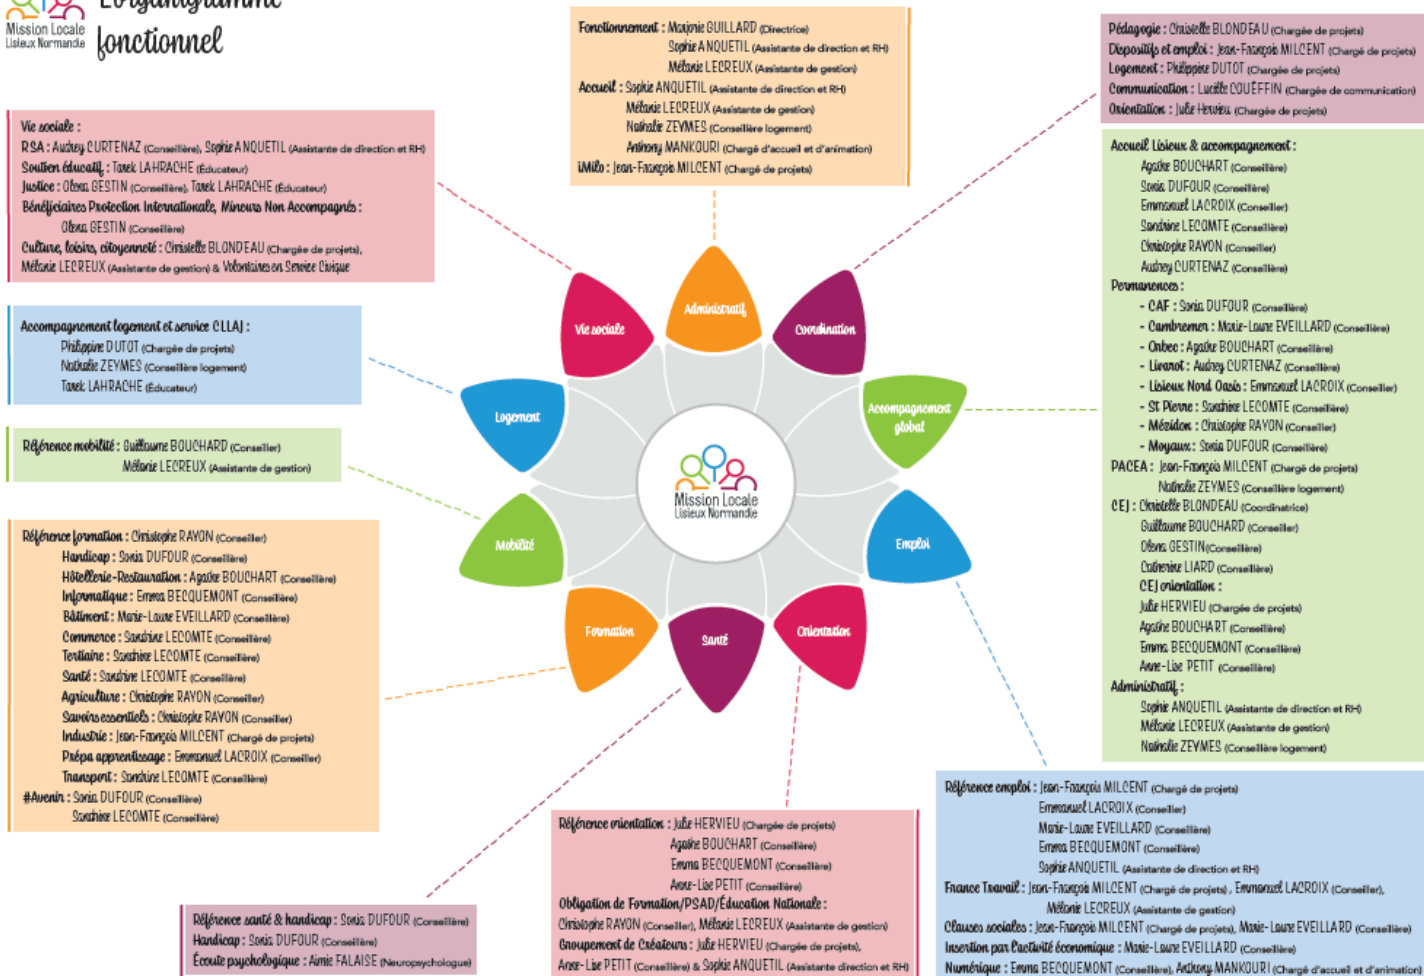 L'organigramme
fonctionnel
Mission Locale
Lisieux Normandie
Vie sociale :
RSA : Audrey CURTENAZ (Conseillère), Sophie ANQUETIL (Assistante de direction et RH)
Soutien éducatif : Tarek LAHRACHE (Éducateur)
Justice : Olena GESTIN (Conseillère), Tarek LAHRACHE (Éducateur)
Bénéficiaires Protection Internationale, Mineurs Non Accompagnés :
Olena GESTIN (Conseillère)
Culture, loisirs, citoyenneté : Christelle BLONDEAU (Chargée de projets),
Mélanie LECREUX (Assistante de gestion) & Volontaires en Service Civique
Accompagnement logement et service CLLAJ :
Philippine DUTOT (Chargée de projets)
Nathalie ZEYMES (Conseillère logement)
Tarek LAHRACHE (Éducateur)
Référence mobilité : Guillaume BOUCHARD (Conseiller)
Mélanie LECREUX (Assistante de gestion)
Référence formation : Christophe RAYON (Conseiller)
Handicap : Sonia DUFOUR (Conseillère)
Hôtellerie-Restauration : Agathe BOUCHART (Conseillère)
Informatique : Emma BECQUEMONT (Conseillère)
Bâtiment : Marie-Laure EVEILLARD (Conseillère)
Commerce : Sandrine LECOMTE (Conseillère)
Tertiaire : Sandrine LECOMTE (Conseillère)
Santé : Sandrine LECOMTE (Conseillère)
Agriculture : Christophe RAYON (Conseiller)
Savoirs essentiels : Christophe RAYON (Conseiller)
Industrie : Jean-François MILCENT (Chargé de projets)
Prépa apprentissage : Emmanuel LACROIX (Conseiller)
Transport : Sandrine LECOMTE (Conseillère)
#Avenir : Sonia DUFOUR (Conseillère)
Sandrine LECOMTE (Conseillère)
Référence santé & handicap : Sonia DUFOUR (Conseillère)
Handicap : Sonia DUFOUR (Conseillère)
Écoute psychologique : Aimie FALAISE (Neuropsychologue)
Fonctionnement : Marjorie GUILLARD (Directrice)
Sophie ANQUETIL (Assistante de direction et RH)
Mélanie LECREUX (Assistante de gestion)
Accueil : Sophie ANQUETIL (Assistante de direction et RH)
Mélanie LECREUX (Assistante de gestion)
Nathalie ZEYMES (Conseillère logement)
Anthony MANKOURI (Chargé d'accueil et d'animation)
iMilo : Jean-François MILCENT (Chargé de projets)
Administratif
Vie sociale
Coordination
Logement
Accompagnement
global
Mission Locale
Lisieux Normandie
Mobilité
Emploi
Formation
Santé
Orientation
Référence orientation : Julie HERVIEU (Chargée de projets)
Agathe BOUCHART (Conseillère)
Emma BECQUEMONT (Conseillère)
Anne-Lise PETIT (Conseillère)
Obligation de Formation/PSAD/Éducation Nationale :
Christophe RAYON (Conseiller), Mélanie LECREUX (Assistante de gestion)
Groupement de Créateurs : Julie HERVIEU (Chargée de projets),
Anne-Lise PETIT (Conseillère) & Sophie ANQUETIL (Assistante direction et RH)
Pédagogie : Christelle BLONDEAU (Chargée de projets)
Dispositifs et emploi : Jean-François MILCENT (Chargé de projets)
Logement : Philippine DUTOT (Chargée de projets)
Communication : Lucille COUËFFIN (Chargée de communication)
Orientation : Julie Hervieu (Chargée de projets)
Accueil Lisieux & accompagnement :
Agathe BOUCHART (Conseillère)
Sonia DUFOUR (Conseillère)
Emmanuel LACROIX (Conseiller)
Sandrine LECOMTE (Conseillère)
Christophe RAYON (Conseiller)
Audrey CURTENAZ (Conseillère)
Permanences :
- CAF : Sonia DUFOUR (Conseillère)
- Cambremer : Marie-Laure EVEILLARD (Conseillère)
- Orbec : Agathe BOUCHART (Conseillère)
- Livarot : Audrey CURTENAZ (Conseillère)
- Lisieux Nord Oasis : Emmanuel LACROIX (Conseiller)
- St Pierre : Sandrine LECOMTE (Conseillère)
- Mézidon : Christophe RAYON (Conseiller)
- Moyaux : Sonia DUFOUR (Conseillère)
PACEA : Jean-François MILCENT (Chargé de projets)
Nathalie ZEYMES (Conseillère logement)
CEJ : Christelle BLONDEAU (Coordinatrice)
Guillaume BOUCHARD (Conseiller)
Olena GESTIN(Conseillère)
Catherine LIARD (Conseillère)
CEJ orientation :
Julie HERVIEU (Chargée de projets)
Agathe BOUCHART (Conseillère)
Emma BECQUEMONT (Conseillère)
Anne-Lise PETIT (Conseillère)
Administratif :
Sophie ANQUETIL (Assistante de direction et RH)
Mélanie LECREUX (Assistante de gestion)
Nathalie ZEYMES (Conseillère logement)
Référence emploi : Jean-François MILCENT (Chargé de projets)
Emmanuel LACROIX (Conseiller)
Marie-Laure EVEILLARD (Conseillère)
Emma BECQUEMONT (Conseillère)
Sophie ANQUETIL (Assistante de direction et RH)
France Travail : Jean-François MILCENT (Chargé de projets) , Emmanuel LACROIX (Conseiller),
Mélanie LECREUX (Assistante de gestion)
Clauses sociales : Jean-François MILCENT (Chargé de projets), Marie-Laure EVEILLARD (Conseillère)
Insertion par l'activité économique : Marie-Laure EVEILLARD (Conseillère)
Numérique : Emma BECQUEMONT (Conseillère), Anthony MANKOURI (Chargé d'accueil et d'animation)